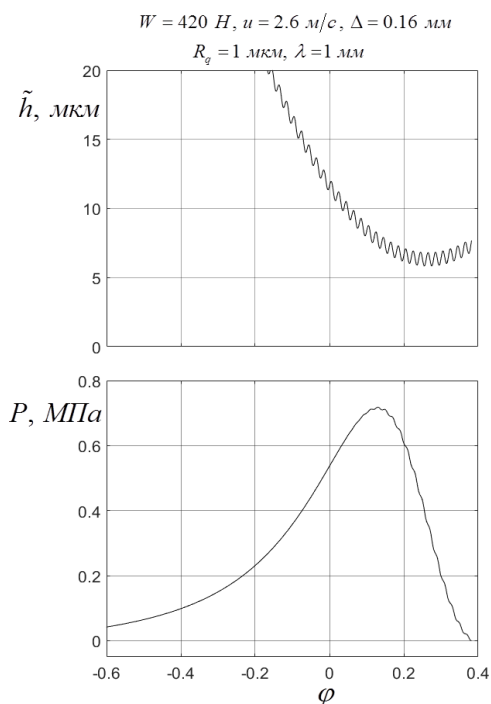 W = 420 H, u = 2.6 м/с, Δ = 0.16 мм
R_q = 1 мкм, λ = 1 мм
20
h̃, мкм
15
10
5
0
0.8
P, МПа
0.6
0.4
0.2
0
-0.6 -0.4 -0.2 0 0.2 0.4
φ